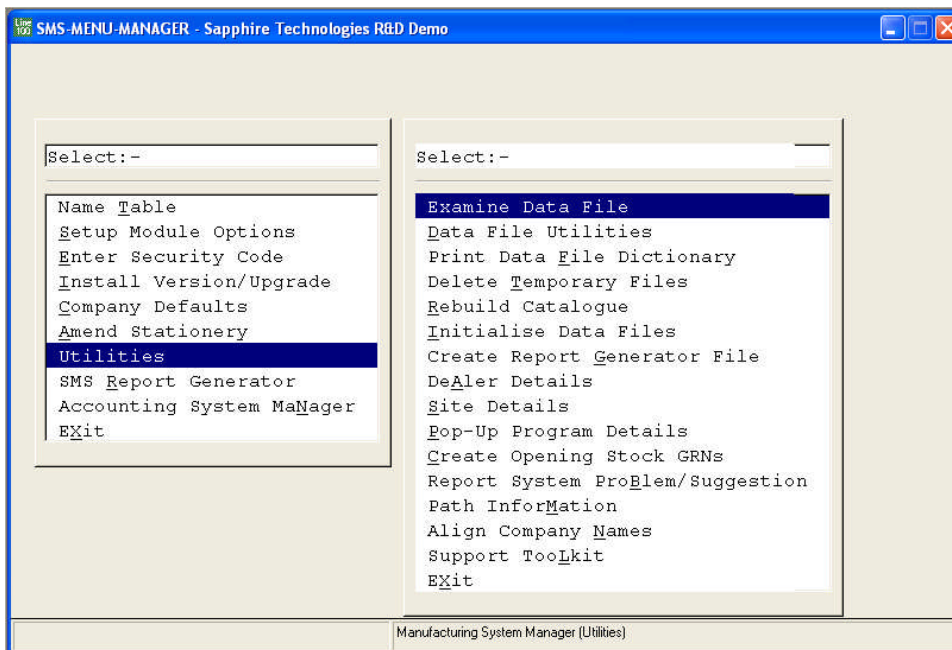 Line 100
SMS-MENU-MANAGER - Sapphire Technologies R&D Demo
Select:-
Name Table
Setup Module Options
Enter Security Code
Install Version/Upgrade
Company Defaults
Amend Stationery
Utilities
SMS Report Generator
Accounting System MaNager
EXit
Select:-
Examine Data File
Data File Utilities
Print Data File Dictionary
Delete Temporary Files
Rebuild Catalogue
Initialise Data Files
Create Report Generator File
DeAler Details
Site Details
Pop-Up Program Details
Create Opening Stock GRNs
Report System ProBlem/Suggestion
Path InforMation
Align Company Names
Support TooLkit
EXit
Manufacturing System Manager (Utilities)